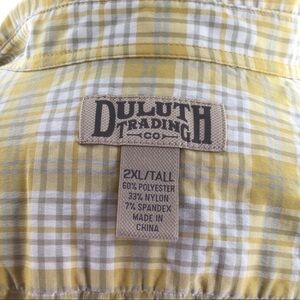 DULUTH
TRADING
CO
2XL/TALL
60% POLYESTER
33% NYLON
7% SPANDEX
MADE IN
CHINA